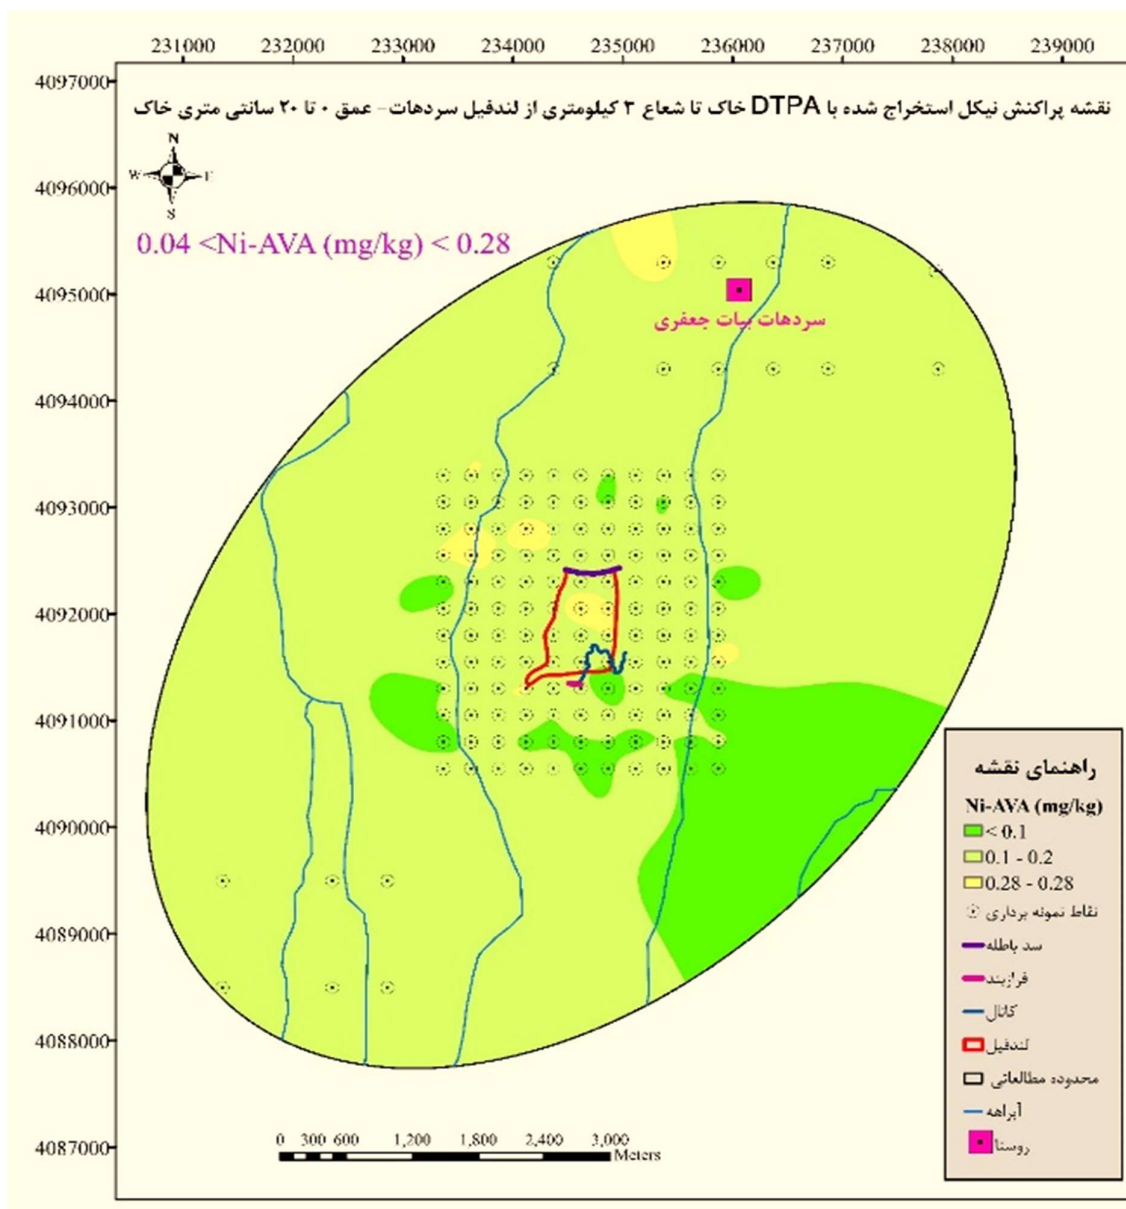 231000 232000 233000 234000 235000 236000 237000 238000 239000
4097000
نقشه پراکنش نیکل استخراج شده با DTPA خاک تا شعاع ۳ کیلومتری از لندفیل سردهات- عمق ۰ تا ۲۰ سانتی متری خاک
N
W E
S
4096000
0.04 <Ni-AVA (mg/kg) < 0.28
4095000
سردهات بیات جعفری
4094000
4093000
4092000
4091000
4090000
4089000
4088000
4087000
راهنمای نقشه
Ni-AVA (mg/kg)
< 0.1
0.1 - 0.2
0.28 - 0.28
نقاط نمونه برداری
سد باطله
فرازبند
کانال
لندفیل
محدوده مطالعاتی
آبراهه
روستا
0 300 600 1,200 1,800 2,400 3,000
Meters